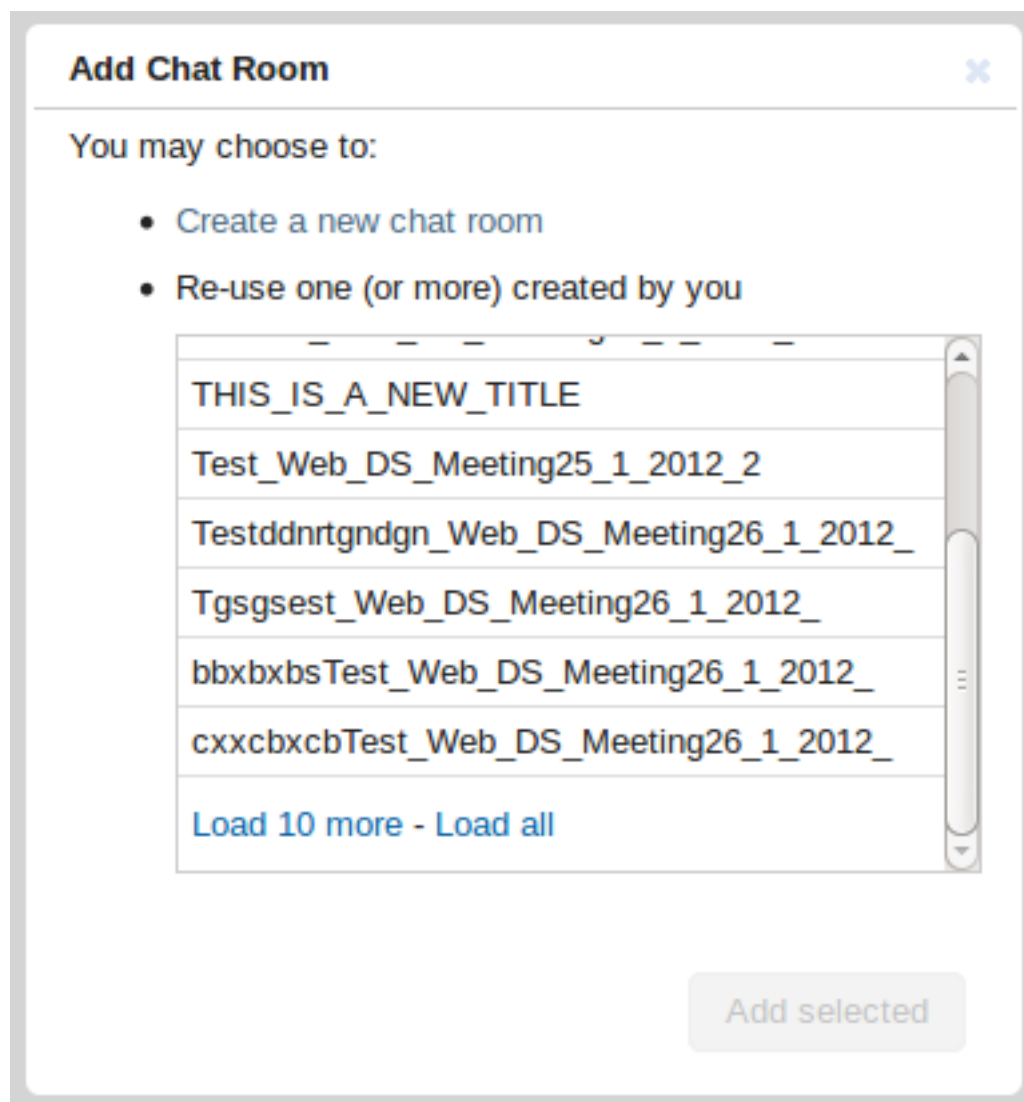 Add Chat Room
You may choose to:
Create a new chat room
Re-use one (or more) created by you
THIS_IS_A_NEW_TITLE
Test_Web_DS_Meeting25_1_2012_2
Testddnrtgndgn_Web_DS_Meeting26_1_2012_
Tgsgsest_Web_DS_Meeting26_1_2012_
bbxbxbsTest_Web_DS_Meeting26_1_2012_
cxxcbxcbTest_Web_DS_Meeting26_1_2012_
Load 10 more - Load all
Add selected